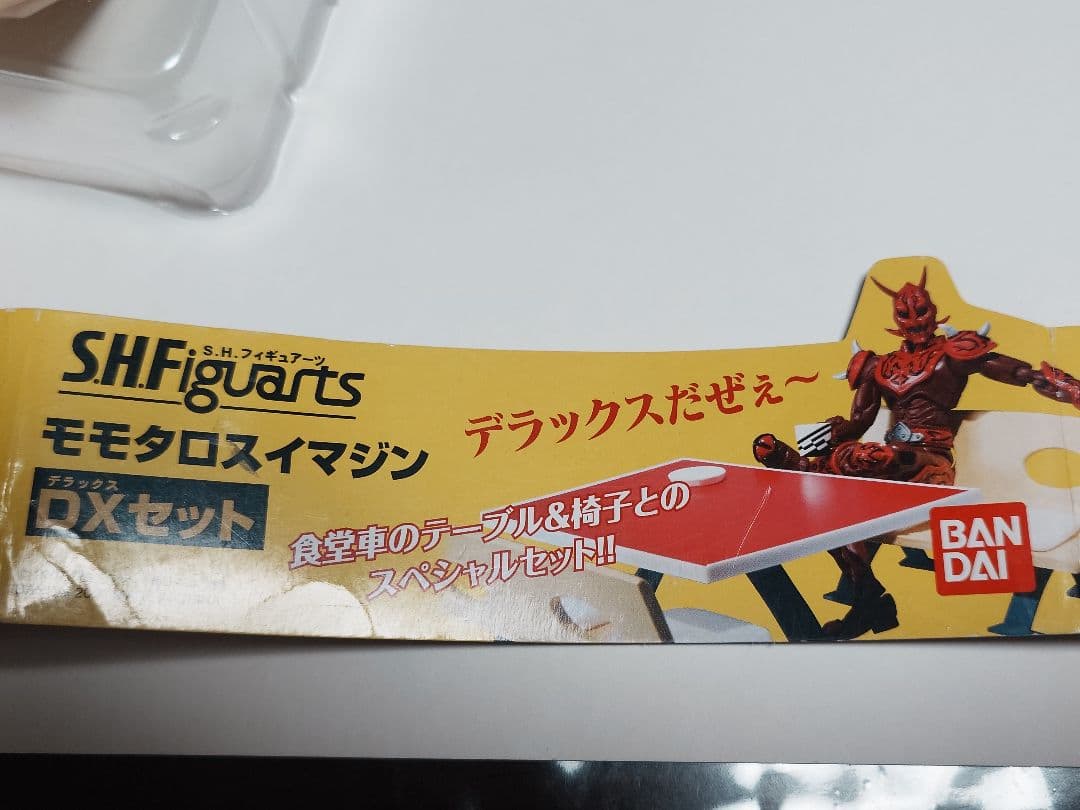 S.H.Figuarts
S.H.フィギュアーツ
モモタロスイマジン
デラックス
DXセット
デラックスだぜぇ～
食堂車のテーブル&椅子との
スペシャルセット!!
BAN
DAI